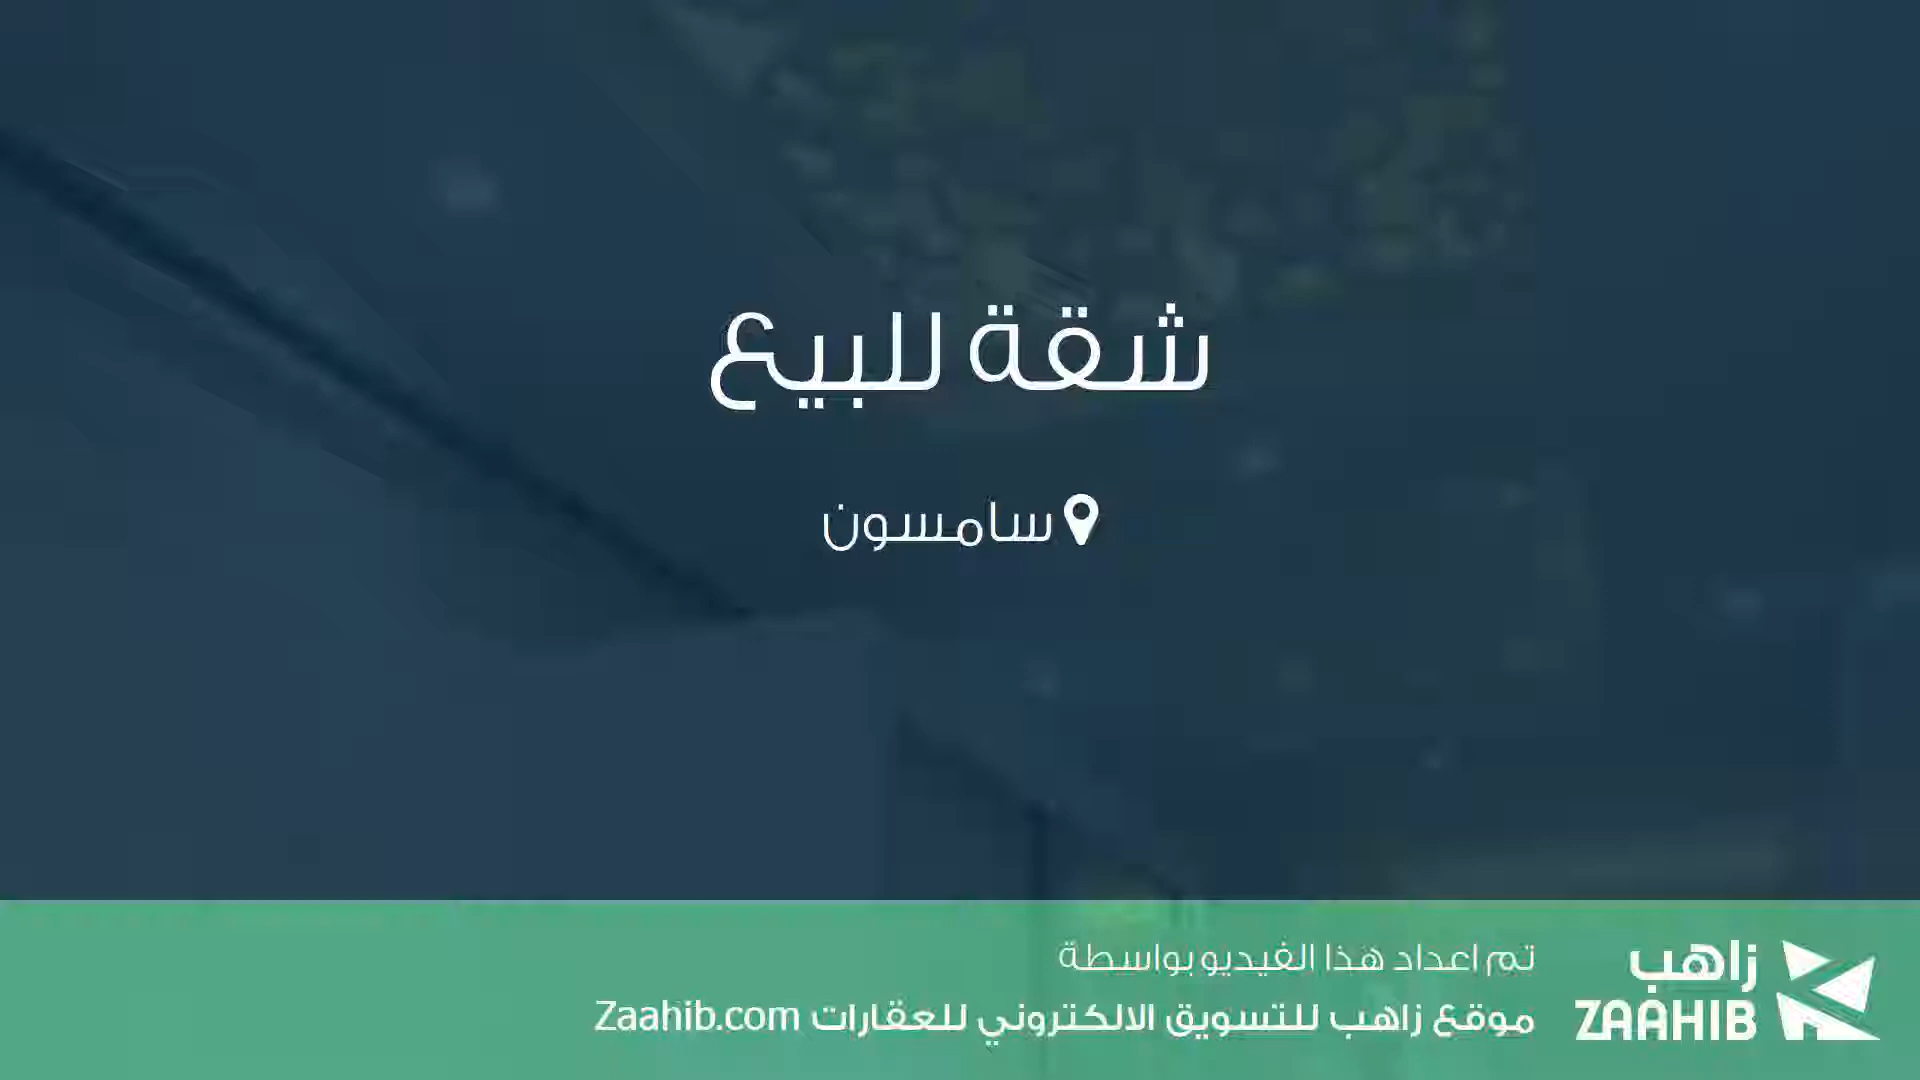 شقة للبيع
سامسون
تم اعداد هذا الفيديو بواسطة
موقع زاهب للتسويق الالكتروني للعقارات Zaahib.com
زاهب
ZAAHIB